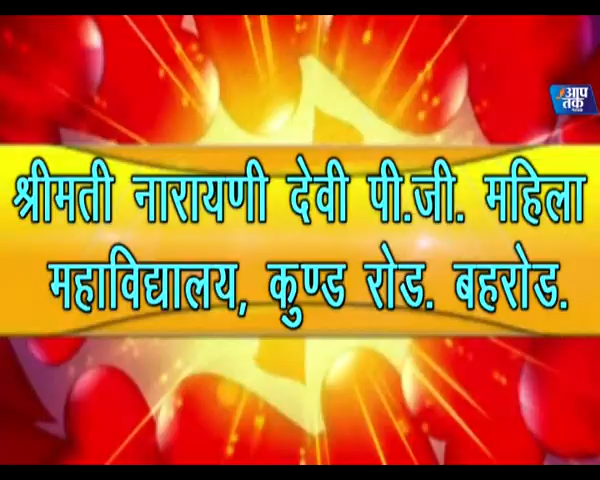 आप
तक
श्रीमती नारायणी देवी पी.जी. महिला
महाविद्यालय, कुण्ड रोड. बहरोड.